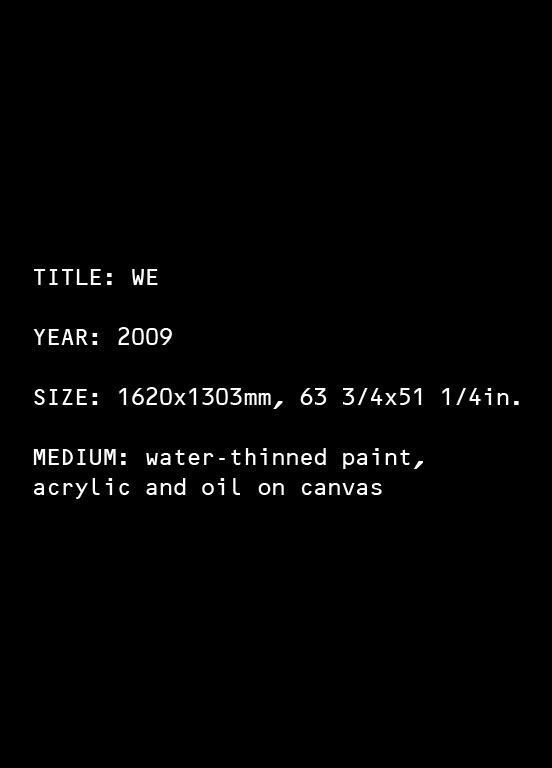 TITLE: WE
YEAR: 2009
SIZE: 1620x1303mm, 63 3/4x51 1/4in.
MEDIUM: water-thinned paint,
acrylic and oil on canvas